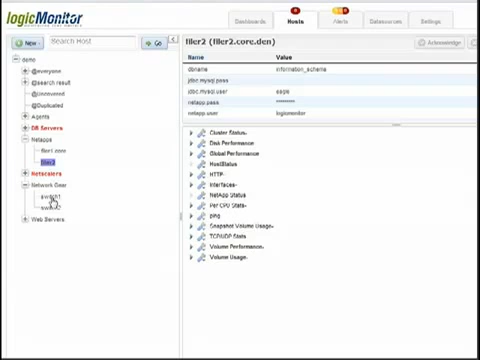 logicMonitor
Dashboards Hosts Alerts Datasources Settings
New Search Host Go
demo
@everyone
@search result
@Uncovered
@Duplicated
Agents
DB Servers
Netapps
filer1.core
filer2
Netscalers
Network Gear
switch1
switch2
Web Servers
filer2 (filer2.core.den)
Acknowledge
Name Value
dbname information_schema
jdbc.mysql.pass
jdbc.mysql.user
netapp.pass ********
netapp.user logicmonitor
Cluster Status-
Disk Performance
Global Performance
HostStatus
HTTP-
Interfaces-
NetApp Status
Per CPU Stats-
ping
Snapshot Volume Usage-
TCP/UDP Stats
Volume Performance-
Volume Usage-